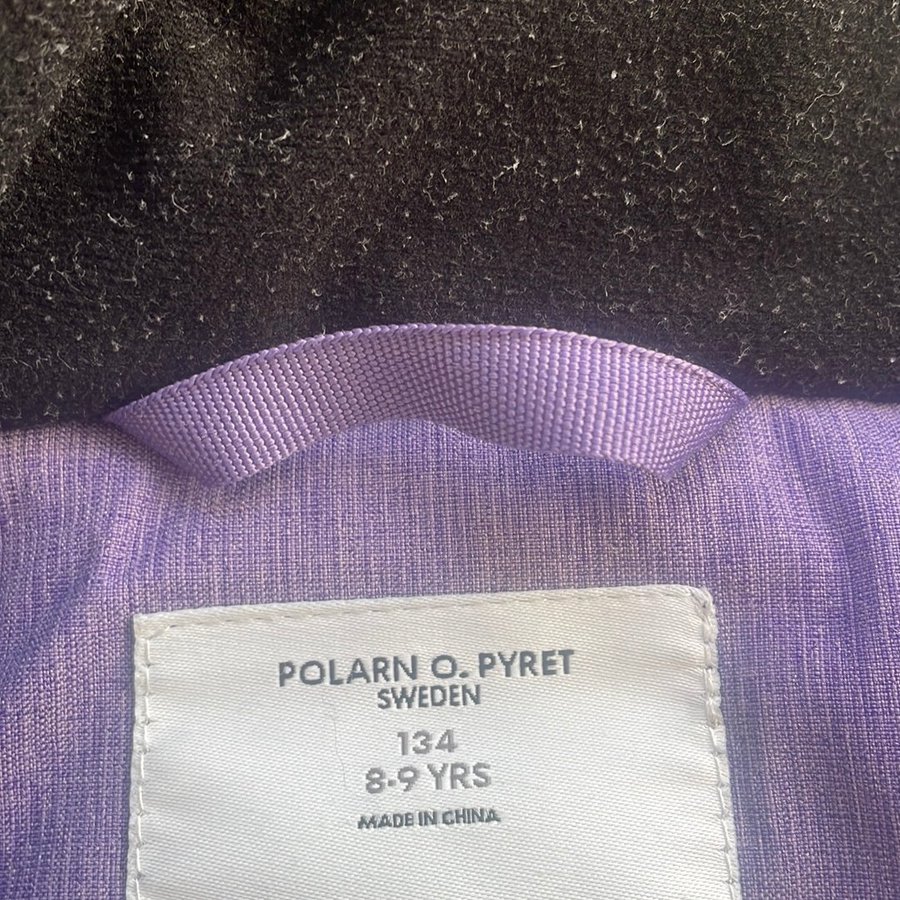 POLARN O. PYRET
SWEDEN
134
8-9 YRS
MADE IN CHINA